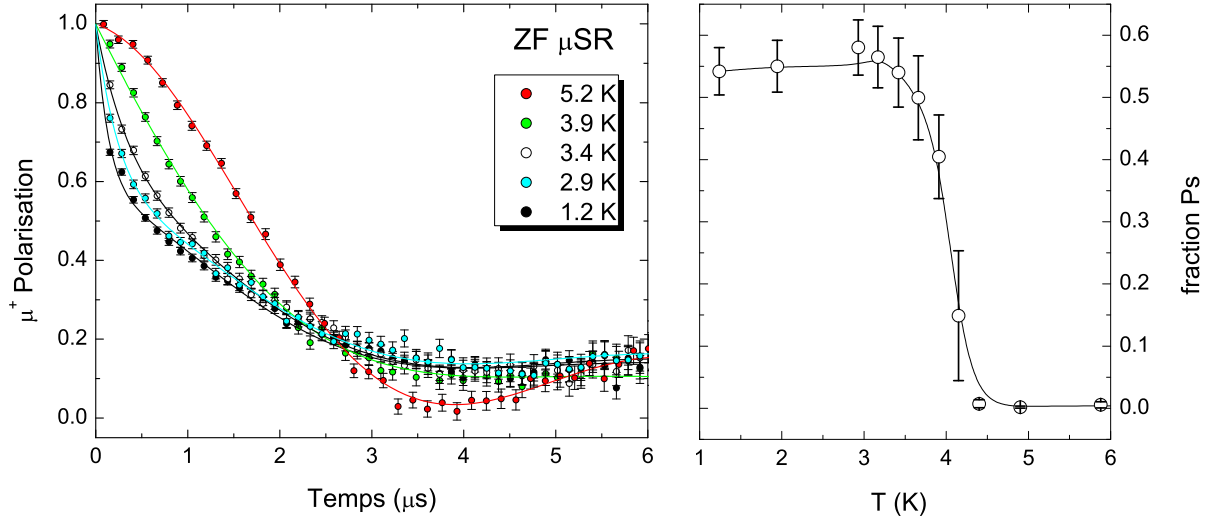 ZF μSR
5.2 K
3.9 K
3.4 K
2.9 K
1.2 K
μ⁺ Polarisation
1.0
0.8
0.6
0.4
0.2
0.0
0 1 2 3 4 5 6
Temps (μs)
0.6
0.5
0.4
0.3
0.2
0.1
0.0
fraction Ps
1 2 3 4 5 6
T (K)